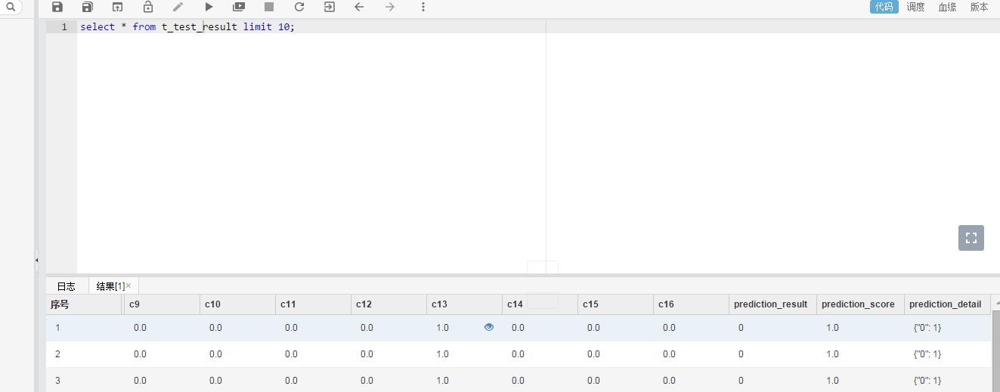 代码 调度 血缘 版本
1 select * from t_test_result limit 10;
日志 结果[1]×
序号 c9 c10 c11 c12 c13 c14 c15 c16 prediction_result prediction_score prediction_detail
1 0.0 0.0 0.0 0.0 1.0 0.0 0.0 0.0 0 1.0 {"0": 1}
2 0.0 0.0 0.0 0.0 1.0 0.0 0.0 0.0 0 1.0 {"0": 1}
3 0.0 0.0 0.0 0.0 1.0 0.0 0.0 0.0 0 1.0 {"0": 1}